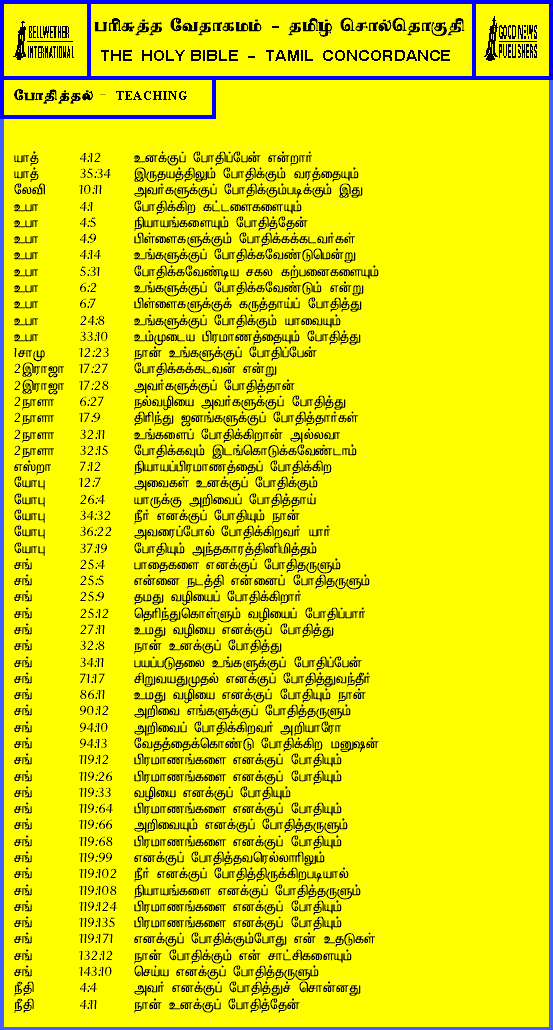 BELLWETHER
INTERNATIONAL
பரிசுத்த வேதாகமம் - தமிழ் சொல்தொகுதி
THE HOLY BIBLE - TAMIL CONCORDANCE
GOOD NEWS
PUBLISHERS
போதித்தல் - TEACHING
யாத் 4:12 உனக்குப் போதிப்பேன் என்றார்
யாத் 35:34 இருதயத்திலும் போதிக்கும் வரத்தையும்
லேவி 10:11 அவர்களுக்குப் போதிக்கும்படிக்கும் இது
உபா 4:1 போதிக்கிற கட்டளைகளையும்
உபா 4:5 நியாயங்களையும் போதித்தேன்
உபா 4:9 பிள்ளைகளுக்கும் போதிக்கக்கடவர்கள்
உபா 4:14 உங்களுக்குப் போதிக்கவேண்டுமென்று
உபா 5:31 போதிக்கவேண்டிய சகல கற்பனைகளையும்
உபா 6:2 உங்களுக்குப் போதிக்கவேண்டும் என்று
உபா 6:7 பிள்ளைகளுக்குக் கருத்தாய்ப் போதித்து
உபா 24:8 உங்களுக்குப் போதிக்கும் யாவையும்
உபா 33:10 உம்முடைய பிரமாணத்தையும் போதித்து
1சாமு 12:23 நான் உங்களுக்குப் போதிப்பேன்
2இராஜா 17:27 போதிக்கக்கடவன் என்று
2இராஜா 17:28 அவர்களுக்குப் போதித்தான்
2நாளா 6:27 நல்வழியை அவர்களுக்குப் போதித்து
2நாளா 17:9 திரிந்து ஜனங்களுக்குப் போதித்தார்கள்
2நாளா 32:11 உங்களைப் போதிக்கிறான் அல்லவா
2நாளா 32:15 போதிக்கவும் இடங்கொடுக்கவேண்டாம்
எஸ்றா 7:12 நியாயப்பிரமாணத்தைப் போதிக்கிற
யோபு 12:7 அவைகள் உனக்குப் போதிக்கும்
யோபு 26:4 யாருக்கு அறிவைப் போதித்தாய்
யோபு 34:32 நீர் எனக்குப் போதியும் நான்
யோபு 36:22 அவரைப்போல் போதிக்கிறவர் யார்
யோபு 37:19 போதியும் அந்தகாரத்தினிமித்தம்
சங் 25:4 பாதைகளை எனக்குப் போதிதருளும்
சங் 25:5 என்னை நடத்தி என்னைப் போதிதருளும்
சங் 25:9 தமது வழியைப் போதிக்கிறார்
சங் 25:12 தெரிந்துகொள்ளும் வழியைப் போதிப்பார்
சங் 27:11 உமது வழியை எனக்குப் போதித்து
சங் 32:8 நான் உனக்குப் போதித்து
சங் 34:11 பயப்படுதலை உங்களுக்குப் போதிப்பேன்
சங் 71:17 சிறுவயதுமுதல் எனக்குப் போதித்துவந்தீர்
சங் 86:11 உமது வழியை எனக்குப் போதியும் நான்
சங் 90:12 அறிவை எங்களுக்குப் போதித்தருளும்
சங் 94:10 அறிவைப் போதிக்கிறவர் அறியாரோ
சங் 94:13 வேதத்தைக்கொண்டு போதிக்கிற மனுஷன்
சங் 119:12 பிரமாணங்களை எனக்குப் போதியும்
சங் 119:26 பிரமாணங்களை எனக்குப் போதியும்
சங் 119:33 வழியை எனக்குப் போதியும்
சங் 119:64 பிரமாணங்களை எனக்குப் போதியும்
சங் 119:66 அறிவையும் எனக்குப் போதித்தருளும்
சங் 119:68 பிரமாணங்களை எனக்குப் போதியும்
சங் 119:99 எனக்குப் போதித்தவரெல்லாரிலும்
சங் 119:102 நீர் எனக்குப் போதித்திருக்கிறபடியால்
சங் 119:108 நியாயங்களை எனக்குப் போதித்தருளும்
சங் 119:124 பிரமாணங்களை எனக்குப் போதியும்
சங் 119:135 பிரமாணங்களை எனக்குப் போதியும்
சங் 119:171 எனக்குப் போதிக்கும்போது என் உதடுகள்
சங் 132:12 நான் போதிக்கும் என் சாட்சிகளையும்
சங் 143:10 செய்ய எனக்குப் போதித்தருளும்
நீதி 4:4 அவர் எனக்குப் போதித்துச் சொன்னது
நீதி 4:11 நான் உனக்குப் போதித்தேன்